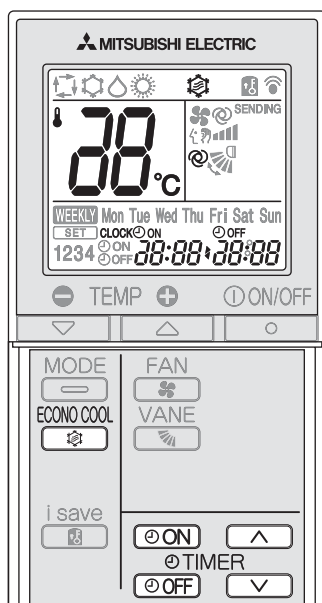 MITSUBISHI ELECTRIC
SENDING
°C
WEEKLY Mon Tue Wed Thu Fri Sat Sun
SET CLOCK ON OFF
1234 ON OFF 88:88 88:88
TEMP ON/OFF
MODE FAN
ECONO COOL VANE
i save
ON
TIMER
OFF